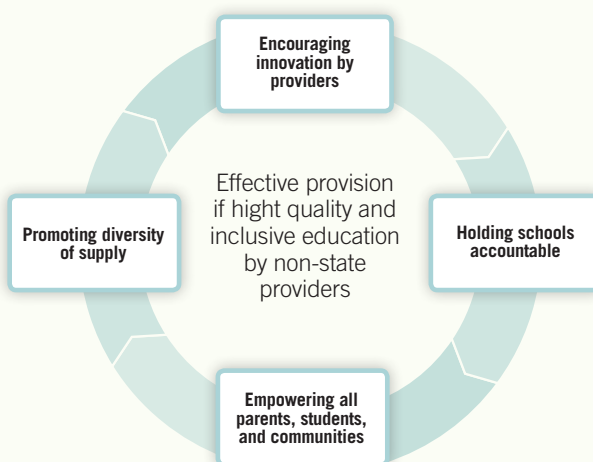 Encouraging
innovation by
providers
Effective provision
if hight quality and
inclusive education
by non-state
providers
Promoting diversity
of supply
Holding schools
accountable
Empowering all
parents, students,
and communities